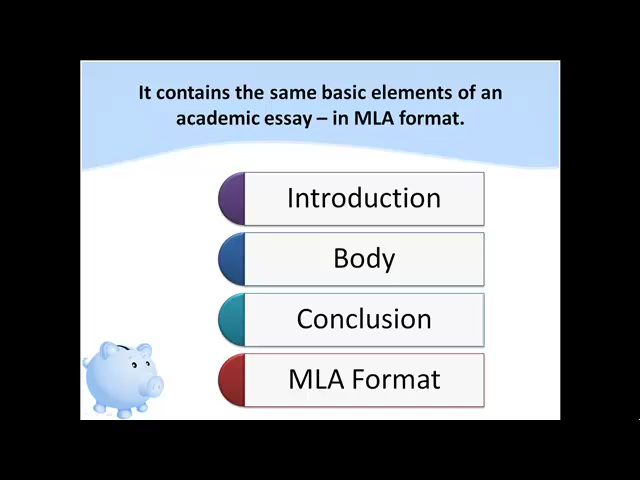 It contains the same basic elements of an
academic essay – in MLA format.
Introduction
Body
Conclusion
MLA Format